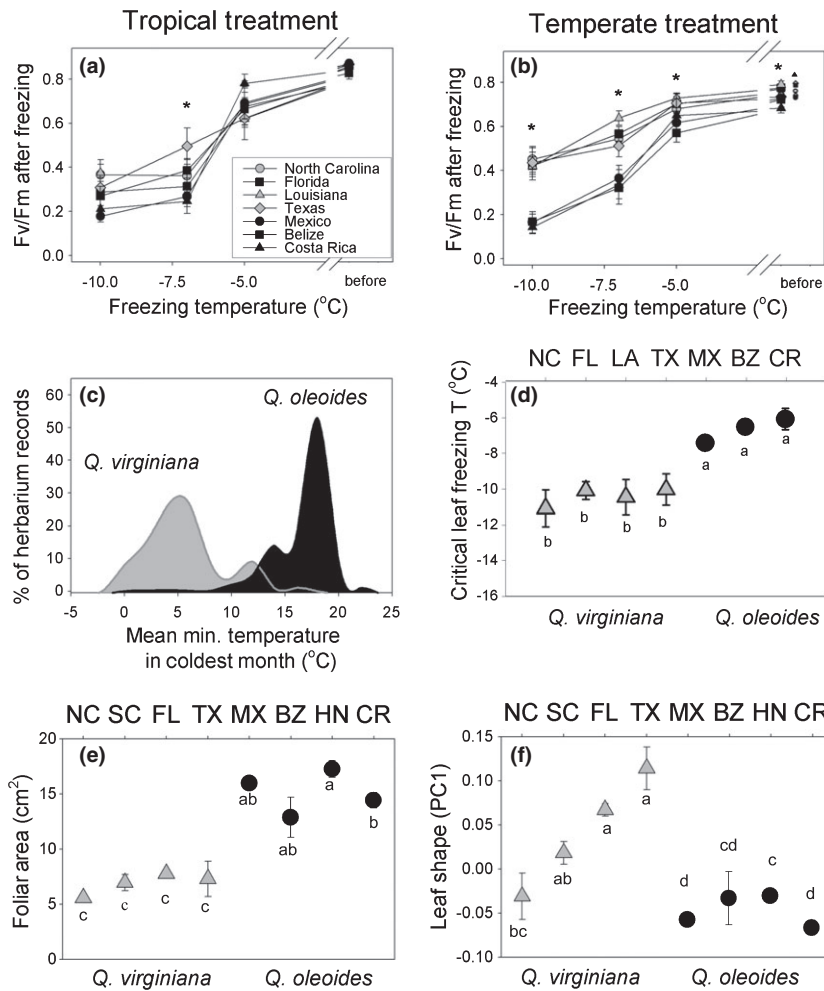 Tropical treatment
Temperate treatment
(a)
Fv/Fm after freezing
0.8
0.6
0.4
0.2
0.0
*
North Carolina
Florida
Louisiana
Texas
Mexico
Belize
Costa Rica
-10.0 -7.5 -5.0 before
Freezing temperature (°C)
(b)
Fv/Fm after freezing
0.8
0.6
0.4
0.2
0.0
* * * *
-10.0 -7.5 -5.0 before
Freezing temperature (°C)
(c)
% of herbarium records
60
50
40
30
20
10
0
Q. oleoides
Q. virginiana
-5 0 5 10 15 20 25
Mean min. temperature
in coldest month (°C)
NC FL LA TX MX BZ CR
(d)
Critical leaf freezing T (°C)
-4
-6
-8
-10
-12
-14
-16
a a a
b b b b
Q. virginiana Q. oleoides
NC SC FL TX MX BZ HN CR
(e)
Foliar area (cm²)
20
15
10
5
0
ab ab a b
c c c c
Q. virginiana Q. oleoides
NC SC FL TX MX BZ HN CR
(f)
Leaf shape (PC1)
0.15
0.10
0.05
0.00
-0.05
-0.10
bc ab a a d cd c d
Q. virginiana Q. oleoides